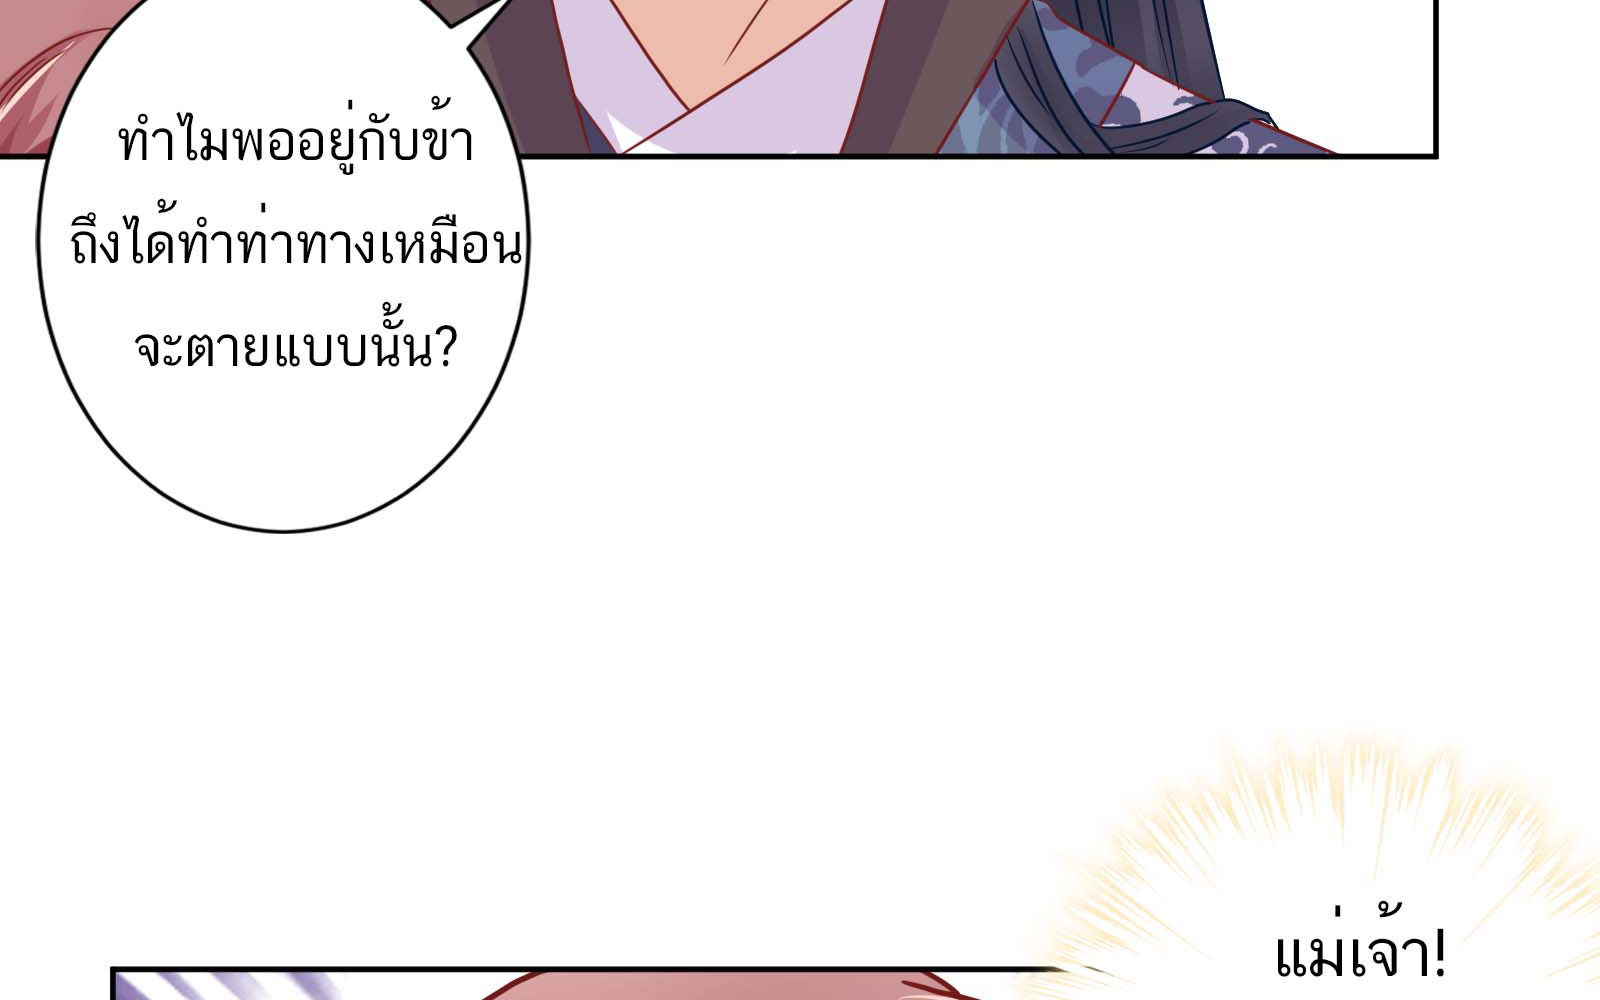 ทำไมพออยู่กับข้า
ถึงได้ทำท่าทางเหมือน
จะตายแบบนั้น?
แม่เจ้า!